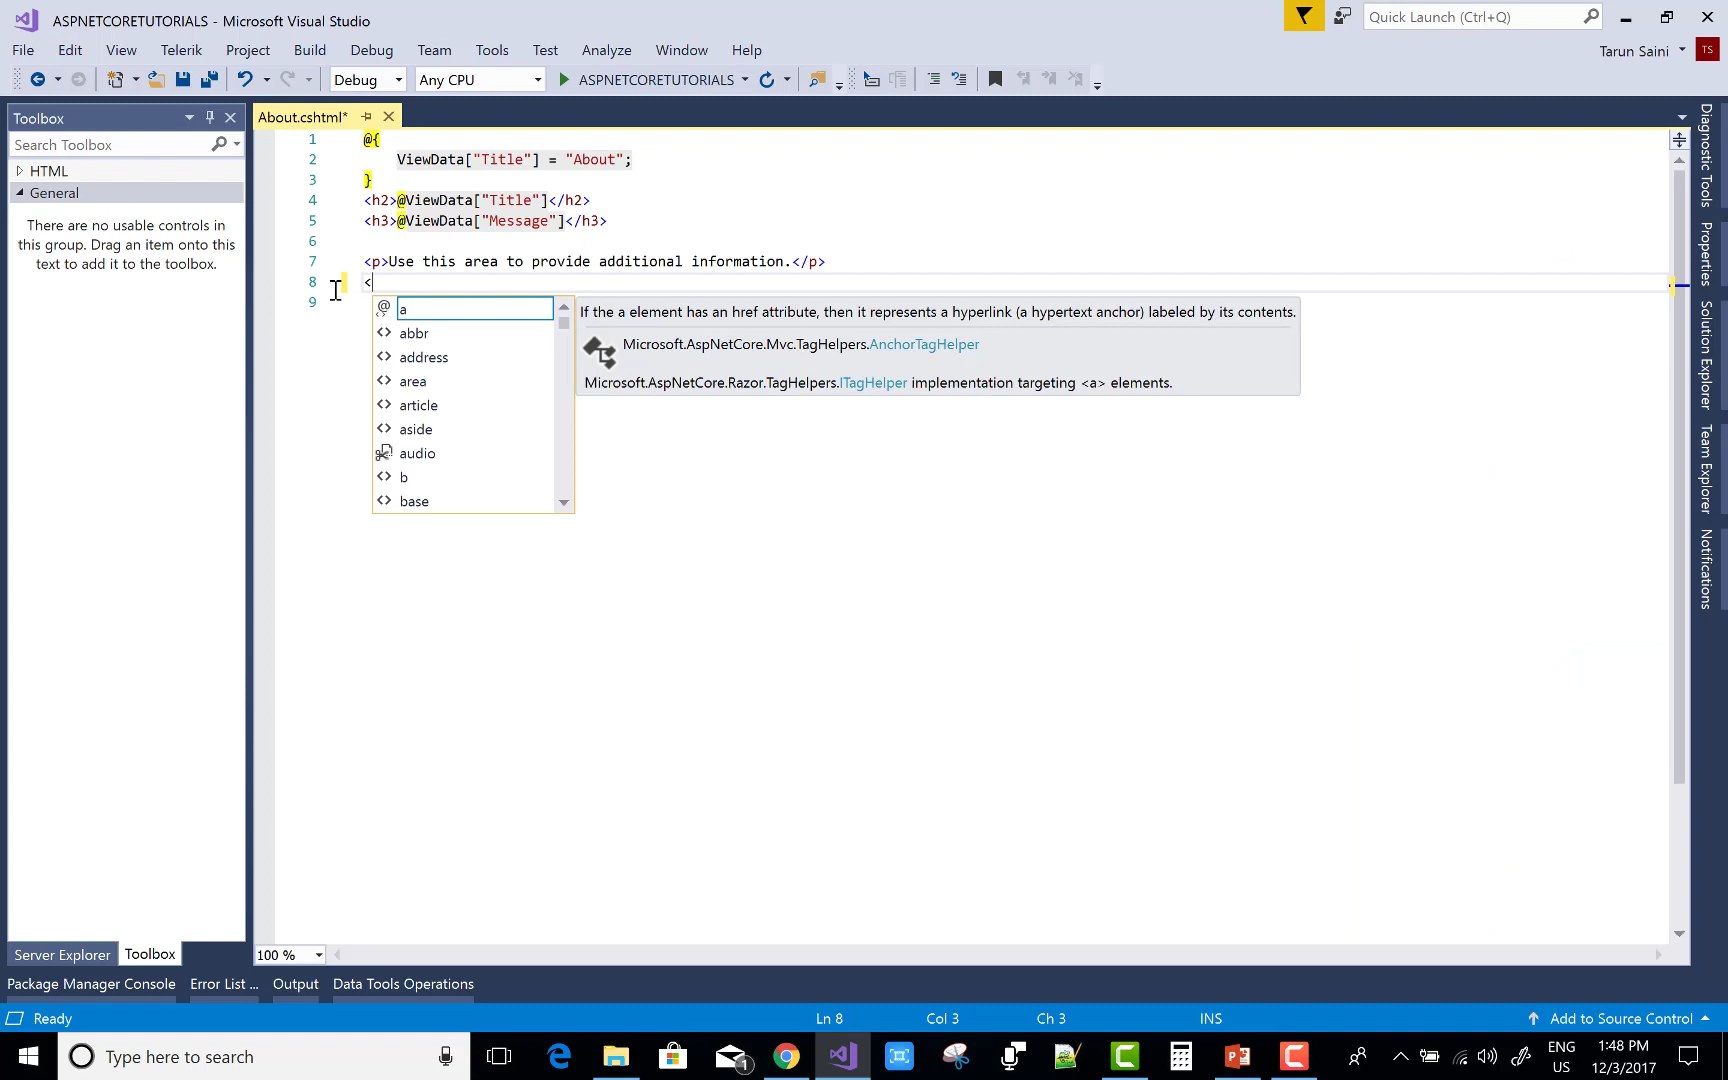 ASPNETCORETUTORIALS - Microsoft Visual Studio
Quick Launch (Ctrl+Q)
File Edit View Telerik Project Build Debug Team Tools Test Analyze Window Help
Tarun Saini TS
Debug Any CPU ASPNETCORETUTORIALS
Toolbox
Search Toolbox
HTML
General
There are no usable controls in
this group. Drag an item onto this
text to add it to the toolbox.
About.cshtml*
1 @{
2 ViewData["Title"] = "About";
3 }
4 <h2>@ViewData["Title"]</h2>
5 <h3>@ViewData["Message"]</h3>
6
7 <p>Use this area to provide additional information.</p>
8 <
9
a
abbr
address
area
article
aside
audio
b
base
If the a element has an href attribute, then it represents a hyperlink (a hypertext anchor) labeled by its contents.
Microsoft.AspNetCore.Mvc.TagHelpers.AnchorTagHelper
Microsoft.AspNetCore.Razor.TagHelpers.ITagHelper implementation targeting <a> elements.
Diagnostic Tools
Properties
Solution Explorer
Team Explorer
Notifications
Server Explorer Toolbox
100 %
Package Manager Console Error List ... Output Data Tools Operations
Ready Ln 8 Col 3 Ch 3 INS Add to Source Control
Type here to search
1
ENG
US
1:48 PM
12/3/2017